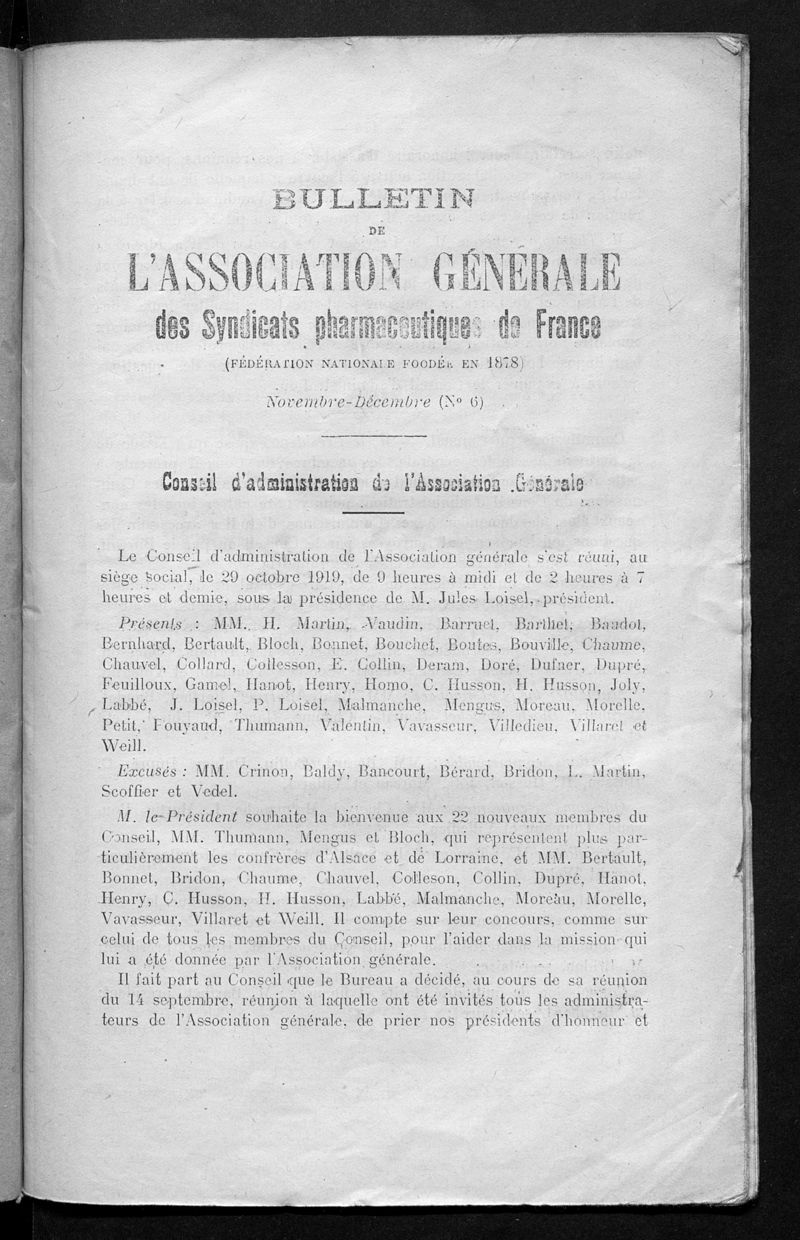 BULLETIN
DE
L'ASSOCIATION GÉNÉRALE
des Syndicats pharmaceutiques de France
(FÉDÉRATION NATIONALE FOODÉE EN 1878)
Novembre-Décembre (N° 6)
Conseil d'administration de l'Association Générale
Le Conseil d'administration de l'Association générale s'est réuni, au
siège social, le 29 octobre 1919, de 9 heures à midi et de 2 heures à 7
heures et demie, sous la présidence de M. Jules Loisel, président.
Présents : MM. H. Martin, Vaudin, Barruet, Barthet, Baudot,
Bernhard, Bertault, Bloch, Bonnet, Bouchet, Boutes, Bouville, Chaume,
Chauvel, Collard, Collesson, E. Collin, Deram, Doré, Dufner, Dupré,
Feuilloux, Gamel, Hanot, Henry, Homo, C. Husson, H. Husson, Joly,
Labbé, J. Loisel, P. Loisel, Malmanche, Mengus, Moreau, Morelle,
Petit, Fouyaud, Thumann, Valentin, Vavasseur, Villedieu, Villaret et
Weill.
Excusés : MM. Crinon, Baldy, Bancourt, Bérard, Bridon, L. Martin,
Scoffier et Vedel.
M. le Président souhaite la bienvenue aux 22 nouveaux membres du
Conseil, MM. Thumann, Mengus et Bloch, qui représentent plus par-
ticulièrement les confrères d'Alsace et de Lorraine, et MM. Bertault,
Bonnet, Bridon, Chaume, Chauvel, Colleson, Collin, Dupré, Hanot,
Henry, C. Husson, H. Husson, Labbé, Malmanche, Moreau, Morelle,
Vavasseur, Villaret et Weill. Il compte sur leur concours, comme sur
celui de tous les membres du Conseil, pour l'aider dans la mission qui
lui a été donnée par l'Association générale.
Il fait part au Conseil que le Bureau a décidé, au cours de sa réunion
du 14 septembre, réunion à laquelle ont été invités tous les administra-
teurs de l'Association générale, de prier nos présidents d'honneur et